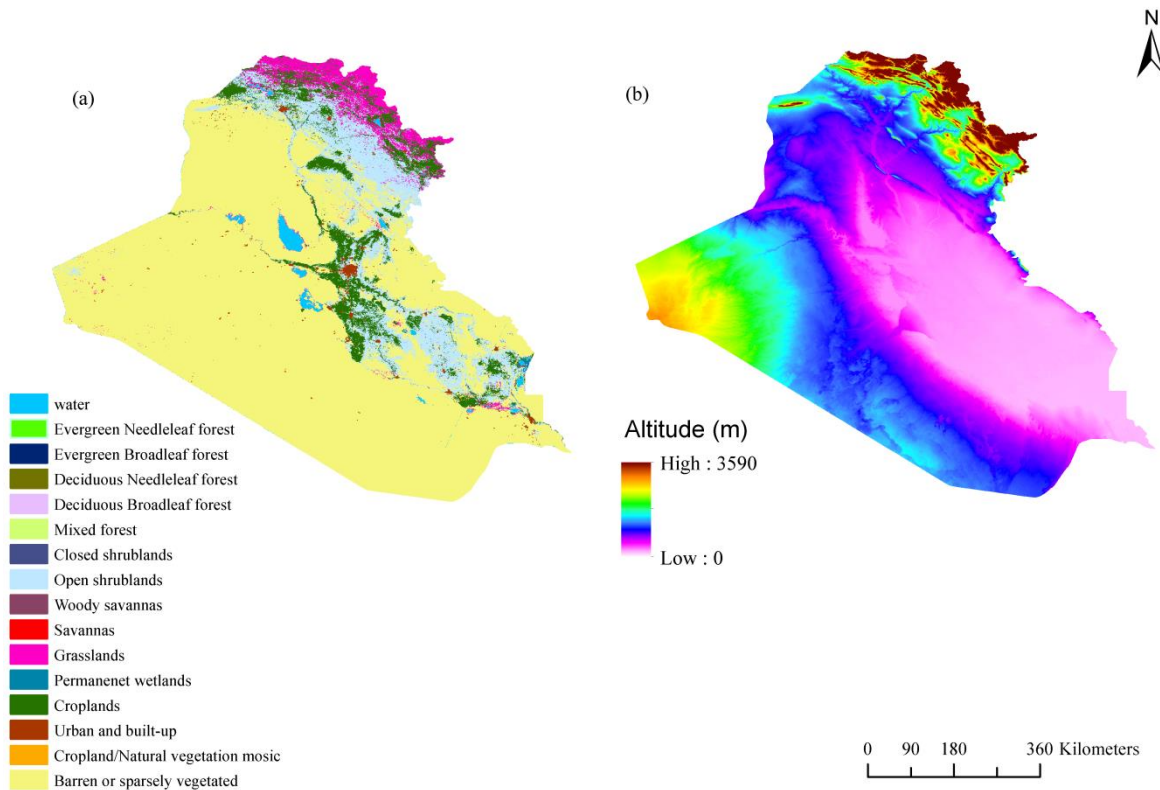 (a)
water
Evergreen Needleleaf forest
Evergreen Broadleaf forest
Deciduous Needleleaf forest
Deciduous Broadleaf forest
Mixed forest
Closed shrublands
Open shrublands
Woody savannas
Savannas
Grasslands
Permanenet wetlands
Croplands
Urban and built-up
Cropland/Natural vegetation mosic
Barren or sparsely vegetated
(b)
N
Altitude (m)
High : 3590
Low : 0
0 90 180 360 Kilometers